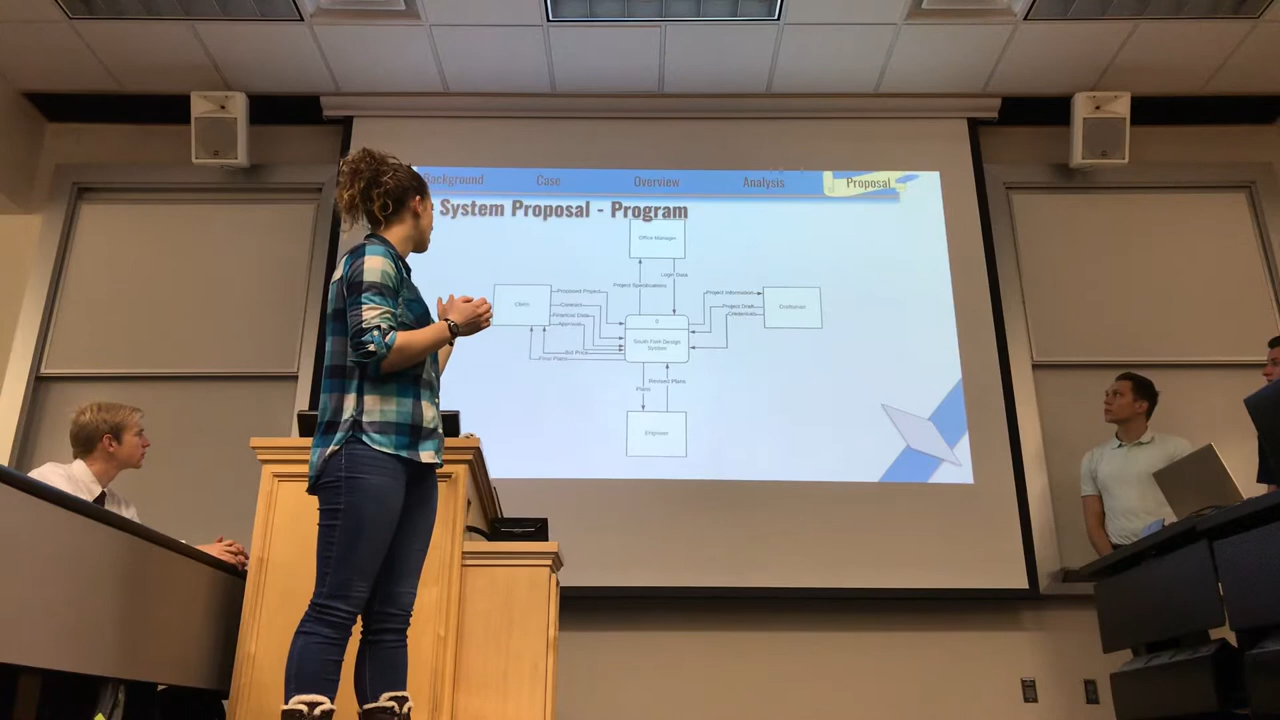 Background Case Overview Analysis Proposal
System Proposal - Program
Office Manager
Login Data
Project Specifications
Client
Proposed Project
Contract
Financial Data
Approval
Bid Price
Final Plans
Project Information
Project Draft
Credentials
Draftsman
0
South Fork Design
System
Plans
Revised Plans
Engineer